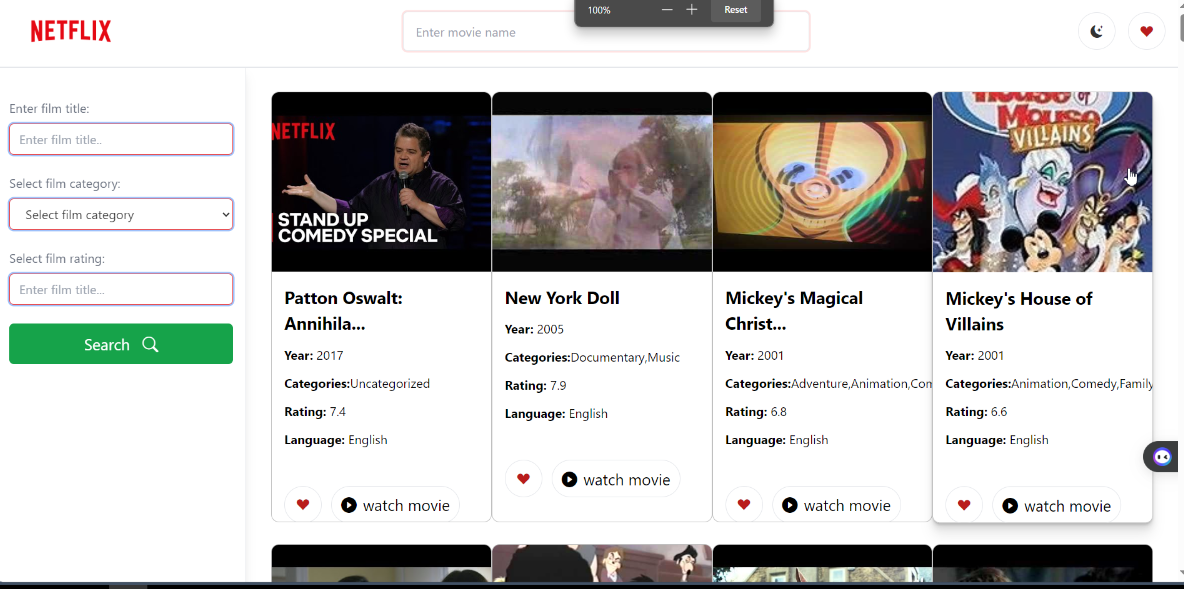 100%
Reset
NETFLIX
Enter movie name
Enter film title:
Enter film title..
Select film category:
Select film category
Select film rating:
Enter film title...
Search
NETFLIX
STAND UP
COMEDY SPECIAL
Patton Oswalt:
Annihila...
Year: 2017
Categories:Uncategorized
Rating: 7.4
Language: English
watch movie
New York Doll
Year: 2005
Categories:Documentary,Music
Rating: 7.9
Language: English
watch movie
Mickey's Magical
Christ...
Year: 2001
Categories:Adventure,Animation,Com
Rating: 6.8
Language: English
watch movie
House of
Mouse
VILLAINS
Mickey's House of
Villains
Year: 2001
Categories:Animation,Comedy,Family
Rating: 6.6
Language: English
watch movie